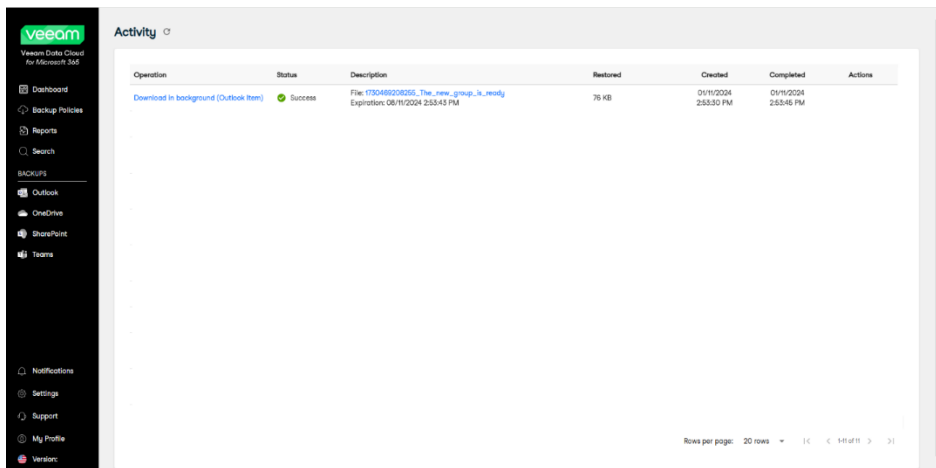 veeam
Veeam Data Cloud
for Microsoft 365
Dashboard
Backup Policies
Reports
Search
BACKUPS
Outlook
OneDrive
SharePoint
Teams
Notifications
Settings
Support
My Profile
Version:
Activity
Operation Status Description Restored Created Completed Actions
Download in background (Outlook Item) Success File: 1730469208255_The_new_group_is_ready 76 KB 01/11/2024 01/11/2024
Expiration: 08/11/2024 2:53:43 PM 2:53:30 PM 2:53:45 PM
Rows per page: 20 rows 1-11 of 11